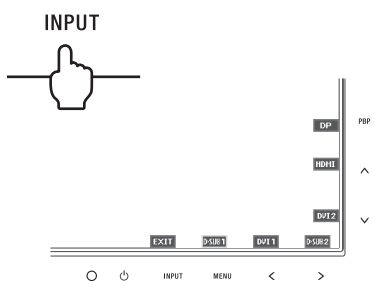 INPUT
DP
PBP
HDMI
DVI2
EXIT D-SUB1 DVI1 D-SUB2
INPUT MENU